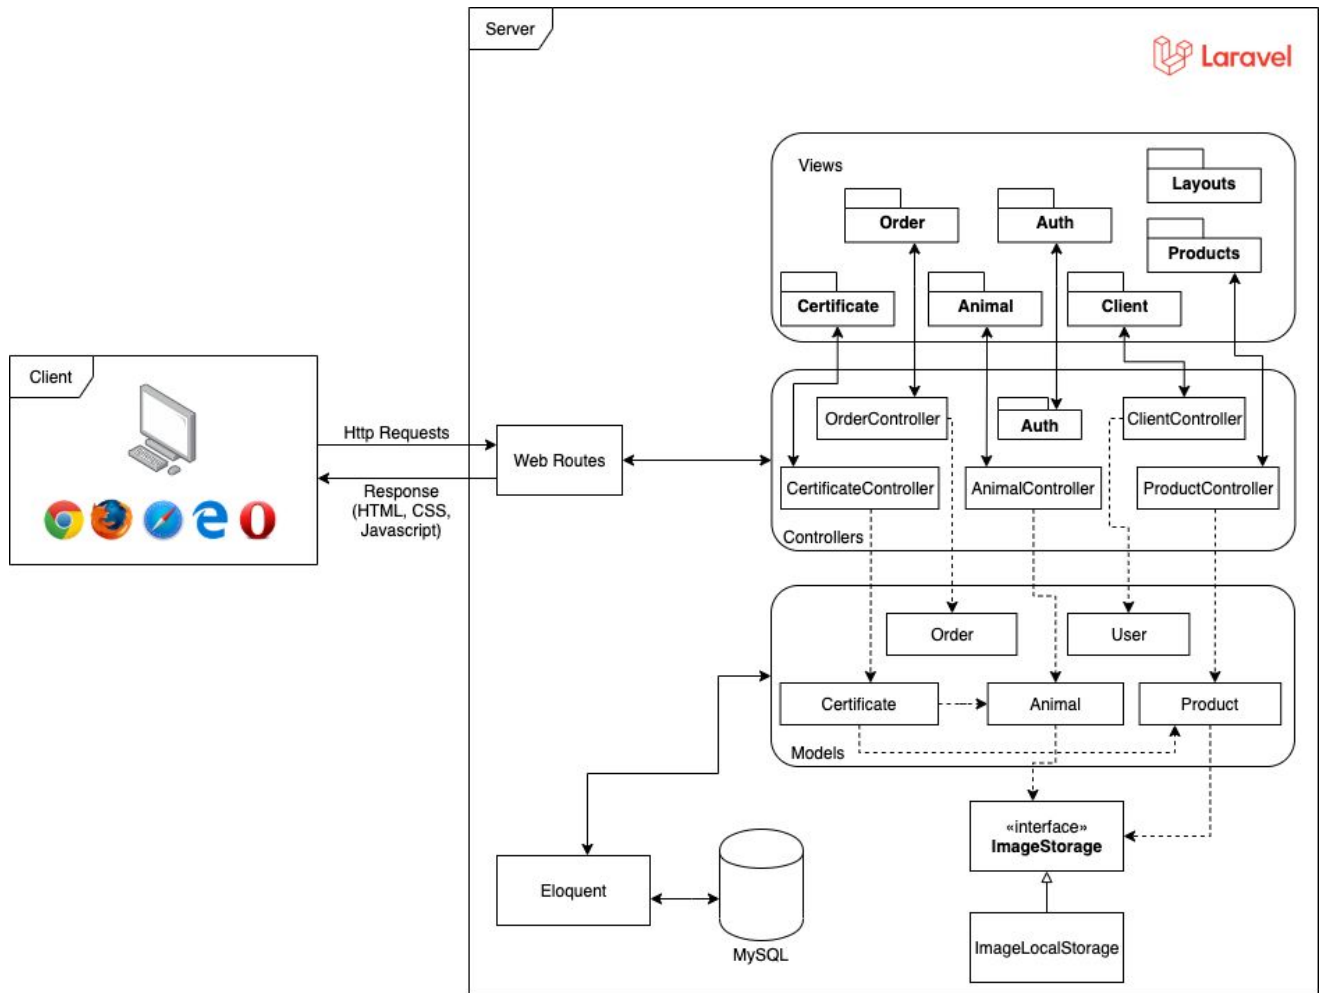 Server
Laravel
Views
Layouts
Order
Auth
Products
Certificate
Animal
Client
Client
Http Requests
Web Routes
Response
(HTML, CSS,
Javascript)
OrderController
Auth
ClientController
CertificateController
AnimalController
ProductController
Controllers
Order
User
Certificate
Animal
Product
Models
«interface»
ImageStorage
Eloquent
ImageLocalStorage
MySQL